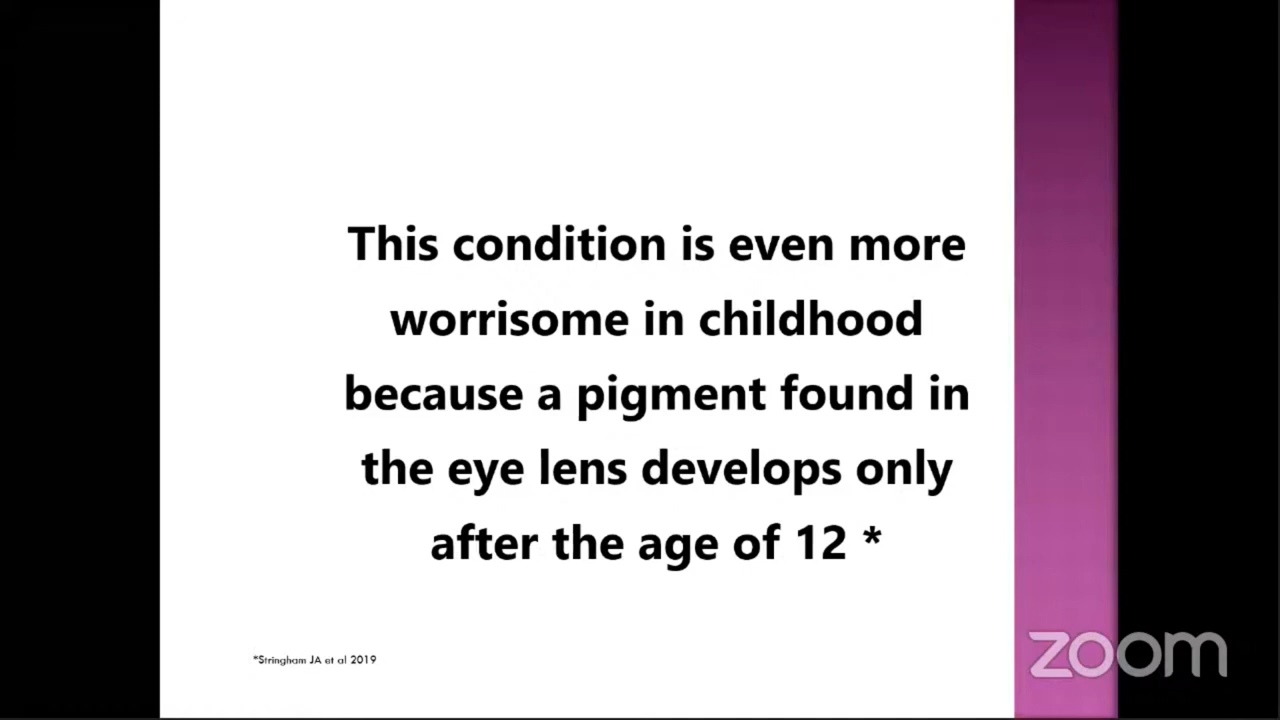 This condition is even more
worrisome in childhood
because a pigment found in
the eye lens develops only
after the age of 12 *
*Stringham JA et al 2019
zoom